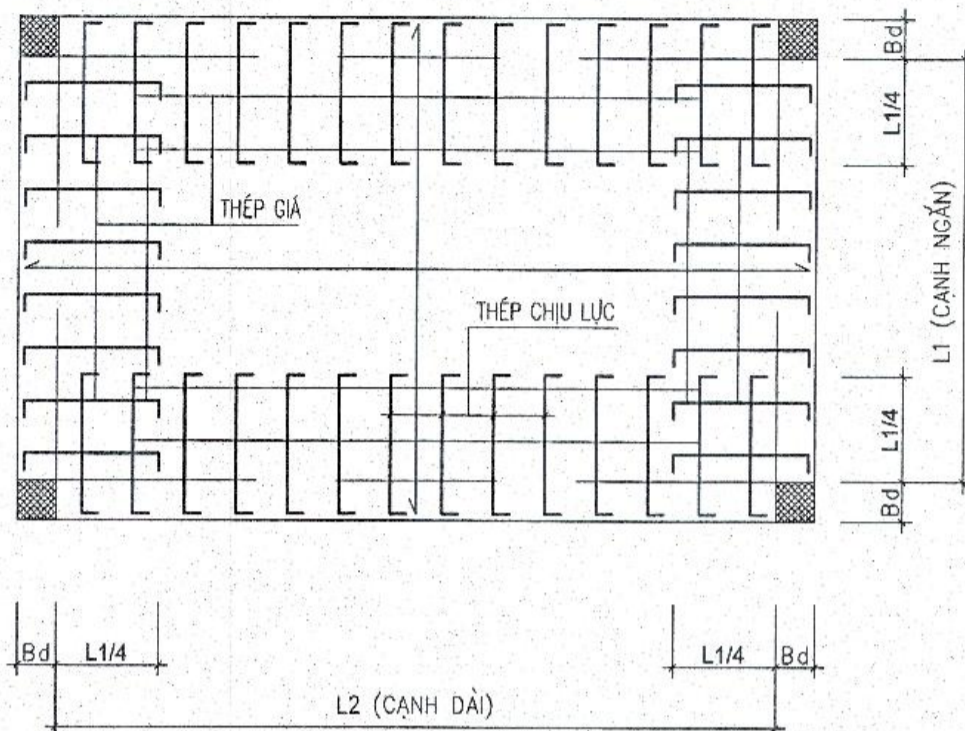 Bd
L1/4
THÉP GIÁ
L1 (CẠNH NGẮN)
THÉP CHỊU LỰC
L1/4
Bd
Bd
L1/4
L1/4
Bd
L2 (CẠNH DÀI)